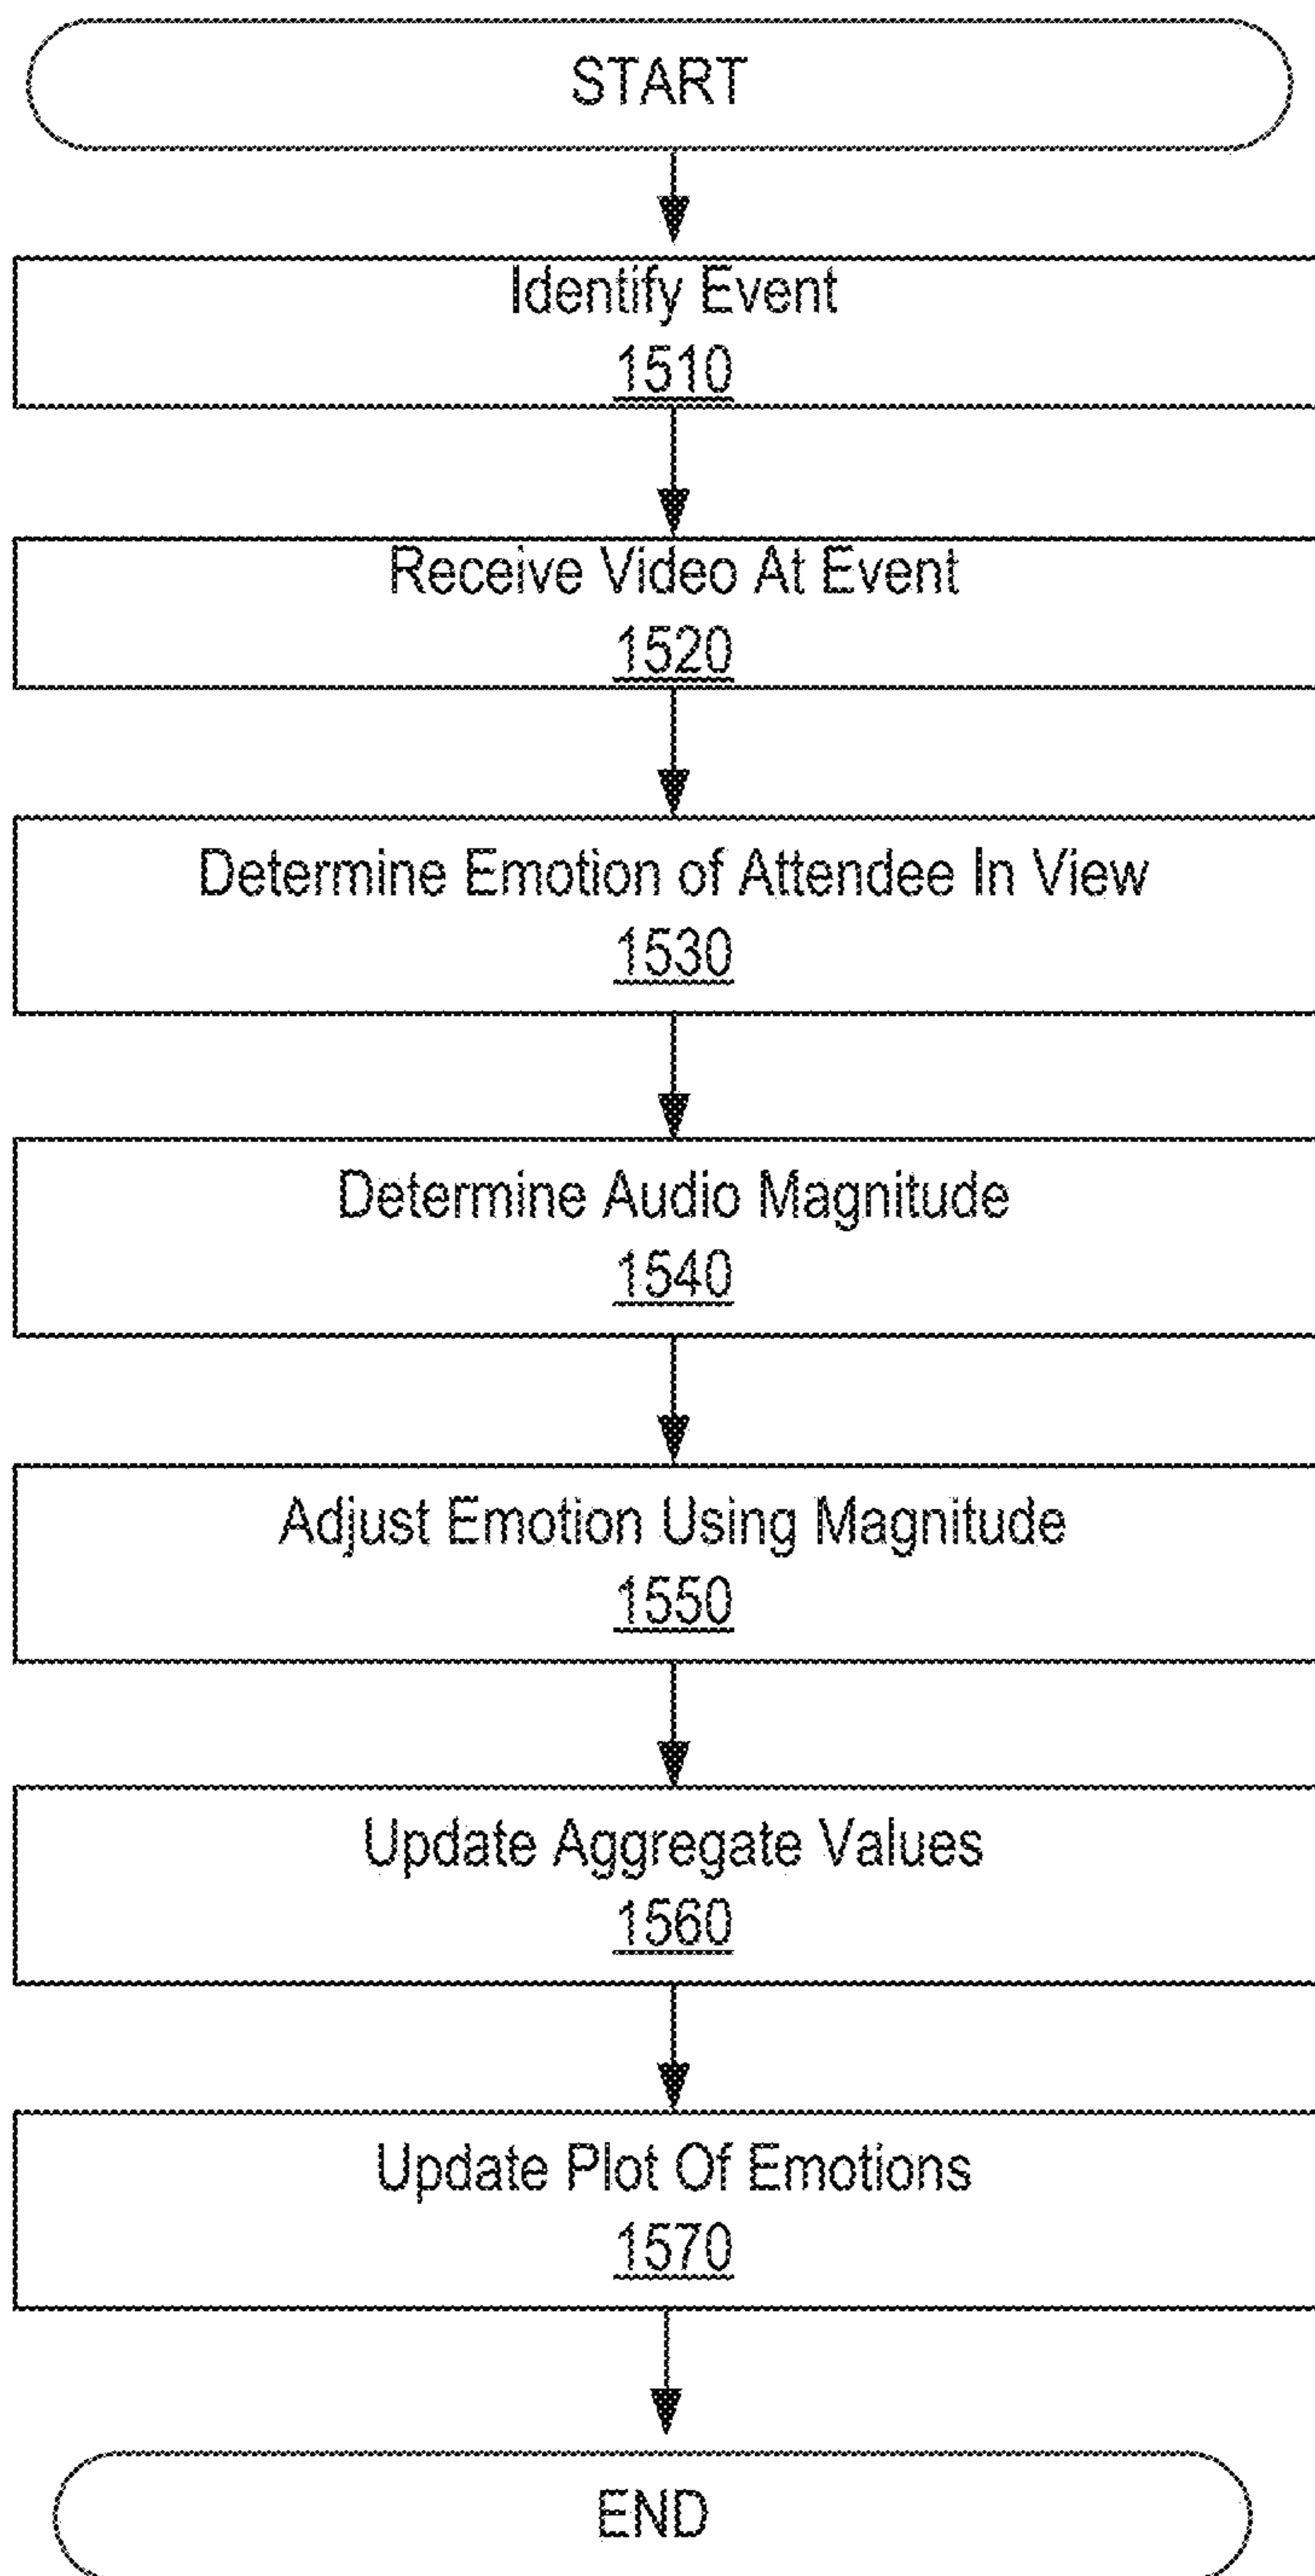 START
Identify Event
1510
Receive Video At Event
1520
Determine Emotion of Attendee In View
1530
Determine Audio Magnitude
1540
Adjust Emotion Using Magnitude
1550
Update Aggregate Values
1560
Update Plot Of Emotions
1570
END